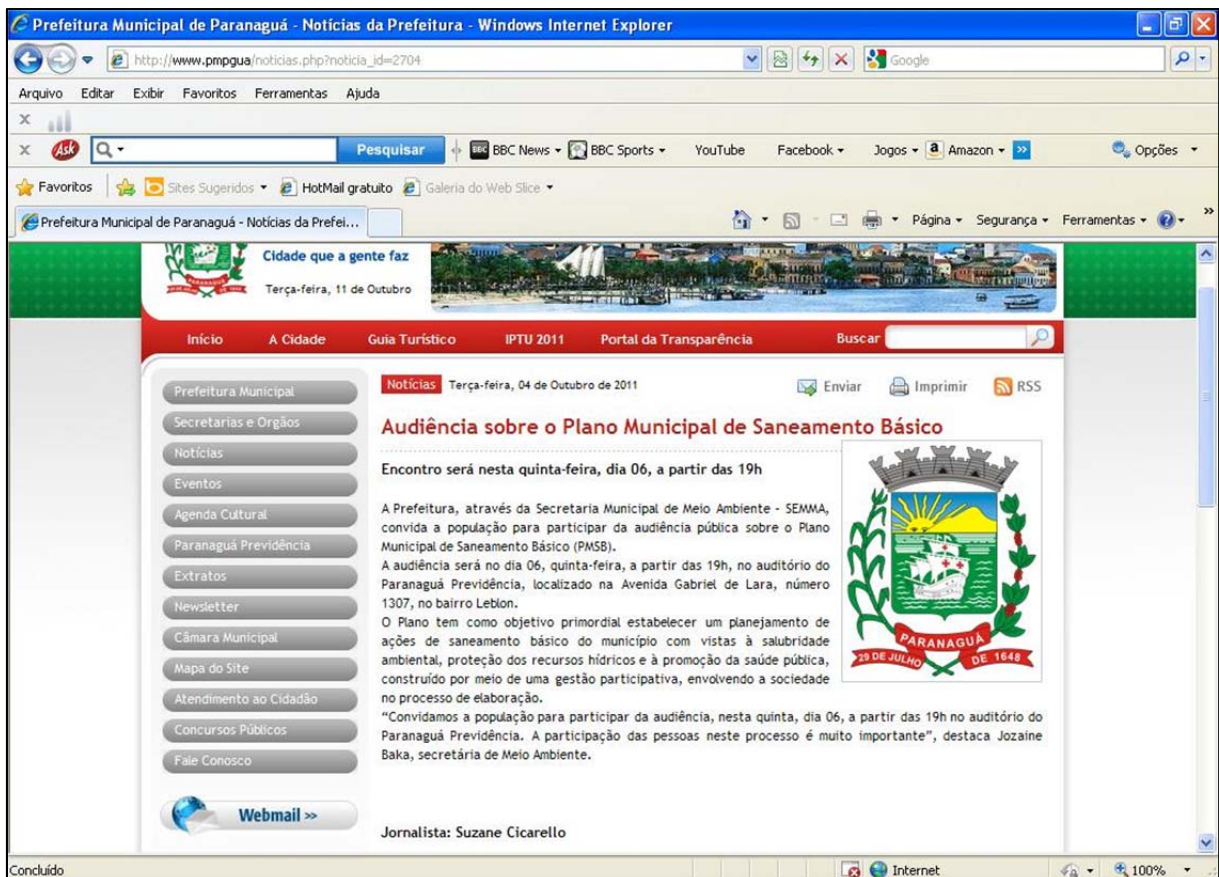 Prefeitura Municipal de Paranaguá - Notícias da Prefeitura - Windows Internet Explorer
http://www.pmpgua/noticias.php?noticia_id=2704
Google
Arquivo Editar Exibir Favoritos Ferramentas Ajuda
Ask Pesquisar BBC News BBC Sports YouTube Facebook Jogos Amazon Opções
Favoritos Sites Sugeridos HotMail gratuito Galeria do Web Slice
Prefeitura Municipal de Paranaguá - Notícias da Prefei...
Página Segurança Ferramentas
Cidade que a gente faz
Terça-feira, 11 de Outubro
Início A Cidade Guia Turístico IPTU 2011 Portal da Transparência Buscar
Prefeitura Municipal
Secretarias e Orgãos
Notícias
Eventos
Agenda Cultural
Paranaguá Previdência
Extratos
Newsletter
Câmara Municipal
Mapa do Site
Atendimento ao Cidadão
Concursos Públicos
Fale Conosco
Webmail »
Notícias Terça-feira, 04 de Outubro de 2011 Enviar Imprimir RSS
Audiência sobre o Plano Municipal de Saneamento Básico
Encontro será nesta quinta-feira, dia 06, a partir das 19h
A Prefeitura, através da Secretaria Municipal de Meio Ambiente - SEMMA,
convida a população para participar da audiência pública sobre o Plano
Municipal de Saneamento Básico (PMSB).
A audiência será no dia 06, quinta-feira, a partir das 19h, no auditório do
Paranaguá Previdência, localizado na Avenida Gabriel de Lara, número
1307, no bairro Leblon.
O Plano tem como objetivo primordial estabelecer um planejamento de
ações de saneamento básico do município com vistas à salubridade
ambiental, proteção dos recursos hídricos e à promoção da saúde pública,
construído por meio de uma gestão participativa, envolvendo a sociedade
no processo de elaboração.
“Convidamos a população para participar da audiência, nesta quinta, dia 06, a partir das 19h no auditório do
Paranaguá Previdência. A participação das pessoas neste processo é muito importante”, destaca Jozaine
Baka, secretária de Meio Ambiente.
PARANAGUÁ
29 DE JULHO DE 1648
Jornalista: Suzane Cicarello
Concluído Internet 100%